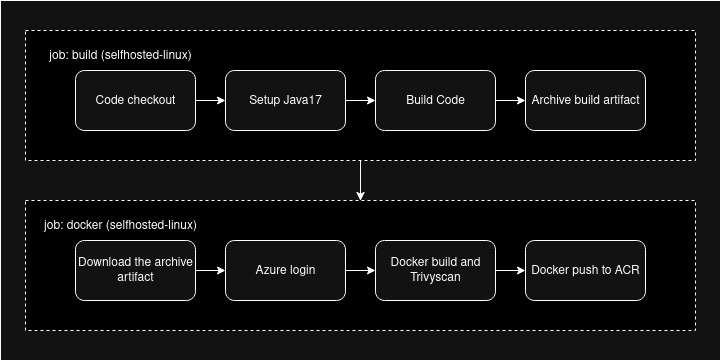 job: build (selfhosted-linux)
Code checkout
Setup Java17
Build Code
Archive build artifact
job: docker (selfhosted-linux)
Download the archive
artifact
Azure login
Docker build and
Trivyscan
Docker push to ACR